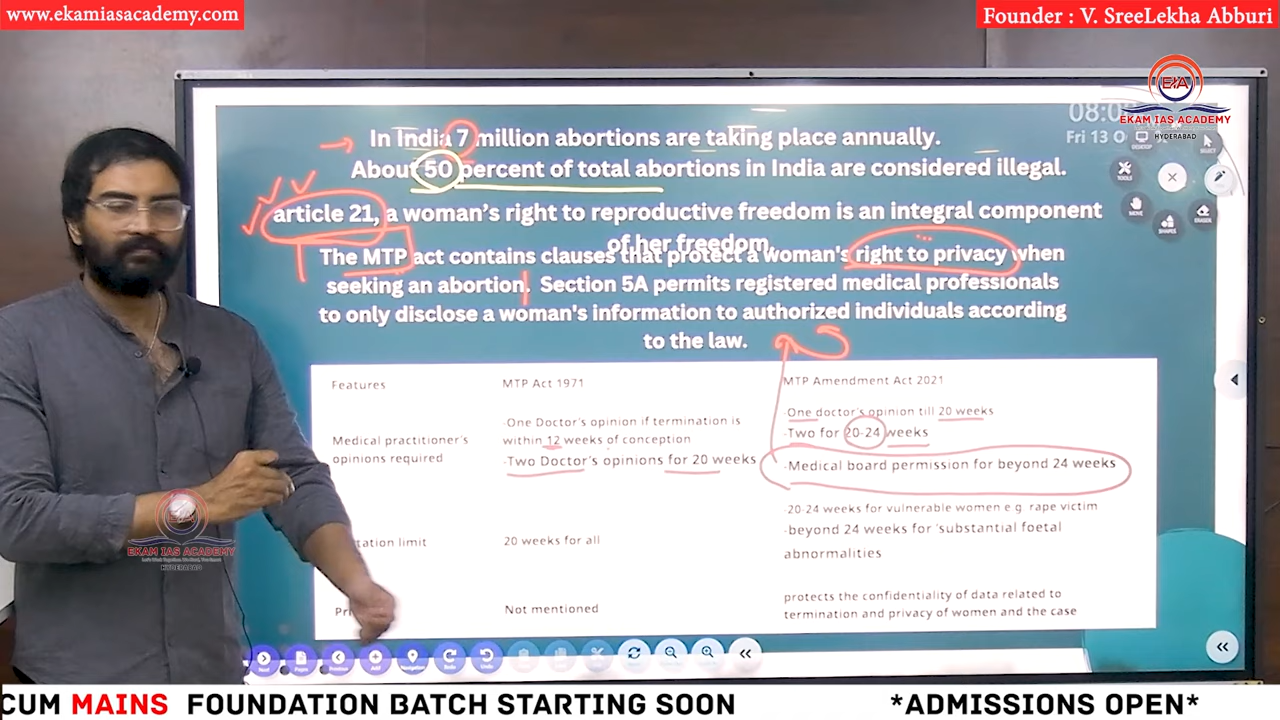 www.ekamiasacademy.com
Founder : V. SreeLekha Abburi
EKAM IAS ACADEMY
HYDERABAD
Fri 13 O
In India 7 million abortions are taking place annually.
About 50 percent of total abortions in India are considered illegal.
article 21, a woman's right to reproductive freedom is an integral component
of her freedom.
The MTP act contains clauses that protect a woman's right to privacy when
seeking an abortion. Section 5A permits registered medical professionals
to only disclose a woman's information to authorized individuals according
to the law.
Features
MTP Act 1971
MTP Amendment Act 2021
Medical practitioner's
opinions required
-One Doctor's opinion if termination is
within 12 weeks of conception
-Two Doctor's opinions for 20 weeks
-One doctor's opinion till 20 weeks
-Two for 20-24 weeks
-Medical board permission for beyond 24 weeks
tation limit
20 weeks for all
-20-24 weeks for vulnerable women e g rape victim
-beyond 24 weeks for 'substantial foetal
abnormalities
Pri
Not mentioned
protects the confidentiality of data related to
termination and privacy of women and the case
EKAM IAS ACADEMY
HYDERABAD
CUM MAINS FOUNDATION BATCH STARTING SOON
*ADMISSIONS OPEN*